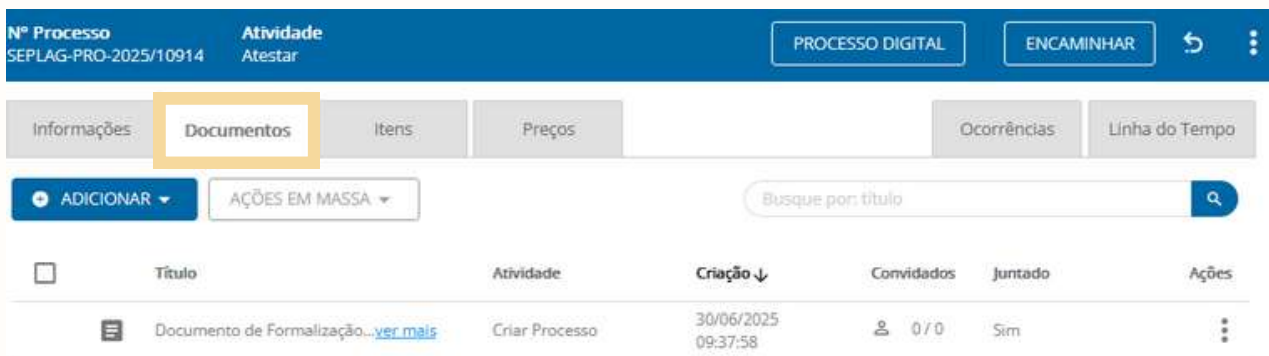 Nº Processo Atividade
SEPLAG-PRO-2025/10914 Atestar PROCESSO DIGITAL ENCAMINHAR
Informações Documentos Itens Preços Ocorrências Linha do Tempo
ADICIONAR AÇÕES EM MASSA Busque por: título
Título Atividade Criação Convidados Juntado Ações
Documento de Formalização...ver mais Criar Processo 30/06/2025 0 / 0 Sim
09:37:58